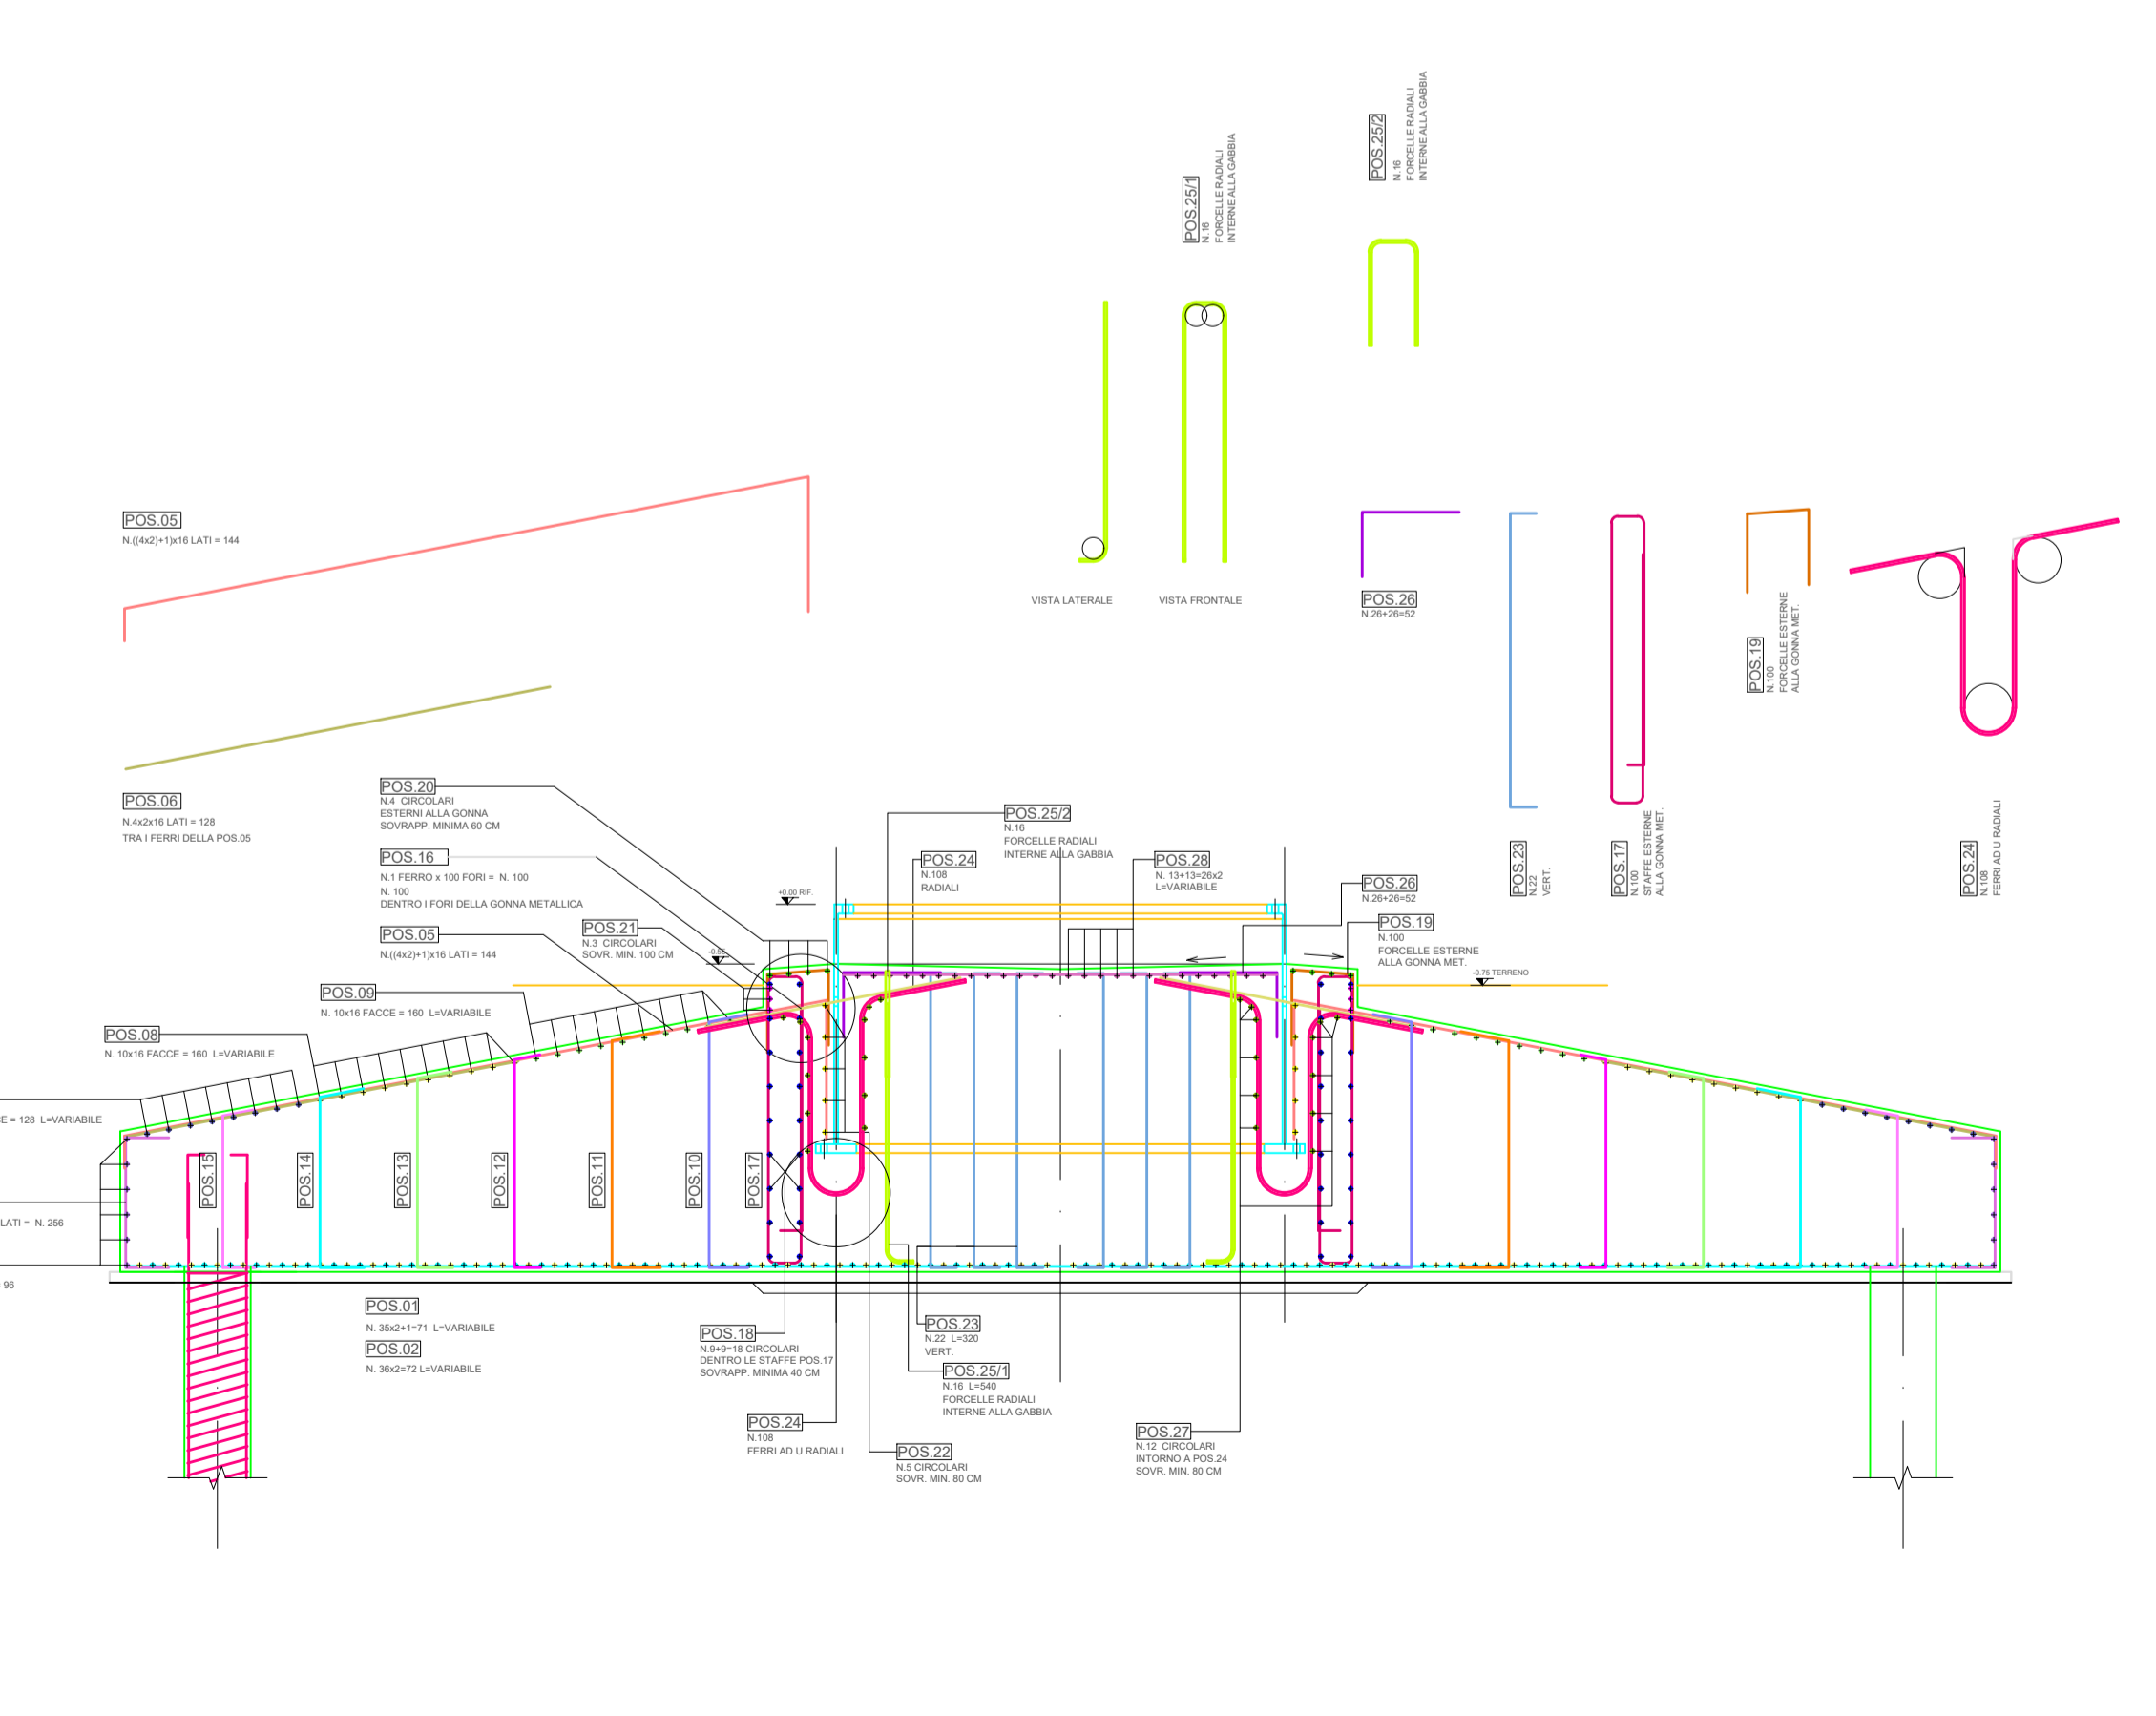 POS.25/2
N.16
FORCELLE RADIALI
INTERNE ALLA GABBIA
POS.25/1
N.16
FORCELLE RADIALI
INTERNE ALLA GABBIA
POS.05
N.((4x2)+1)x16 LATI = 144
VISTA LATERALE
VISTA FRONTALE
POS.26
N.26+26=52
POS.19
N.100
FORCELLE ESTERNE
ALLA GONNA MET.
POS.06
N.4x2x16 LATI = 128
TRA I FERRI DELLA POS.05
POS.20
N.4 CIRCOLARI
ESTERNI ALLA GONNA
SOVRAPP. MINIMA 60 CM
POS.16
N.1 FERRO x 100 FORI = N. 100
N. 100
DENTRO I FORI DELLA GONNA METALLICA
POS.05
N.((4x2)+1)x16 LATI = 144
POS.21
N.3 CIRCOLARI
SOVR. MIN. 100 CM
POS.25/2
N.16
FORCELLE RADIALI
INTERNE ALLA GABBIA
POS.24
N.108
RADIALI
POS.28
N. 13+13=26x2
L=VARIABILE
POS.26
N.26+26=52
POS.19
N.100
FORCELLE ESTERNE
ALLA GONNA MET.
POS.23
N.22
VERT.
POS.17
N.100
STAFFE ESTERNE
ALLA GONNA MET.
POS.24
N.108
FERRI AD U RADIALI
+0.00 RIF.
-0.55
-0.75 TERRENO
POS.09
N. 10x16 FACCE = 160 L=VARIABILE
POS.08
N. 10x16 FACCE = 160 L=VARIABILE
E = 128 L=VARIABILE
LATI = N. 256
96
POS.15
POS.14
POS.13
POS.12
POS.11
POS.10
POS.17
POS.01
N. 35x2+1=71 L=VARIABILE
POS.02
N. 36x2=72 L=VARIABILE
POS.18
N.9+9=18 CIRCOLARI
DENTRO LE STAFFE POS.17
SOVRAPP. MINIMA 40 CM
POS.23
N.22 L=320
VERT.
POS.25/1
N.16 L=540
FORCELLE RADIALI
INTERNE ALLA GABBIA
POS.24
N.108
FERRI AD U RADIALI
POS.22
N.5 CIRCOLARI
SOVR. MIN. 80 CM
POS.27
N.12 CIRCOLARI
INTORNO A POS.24
SOVR. MIN. 80 CM